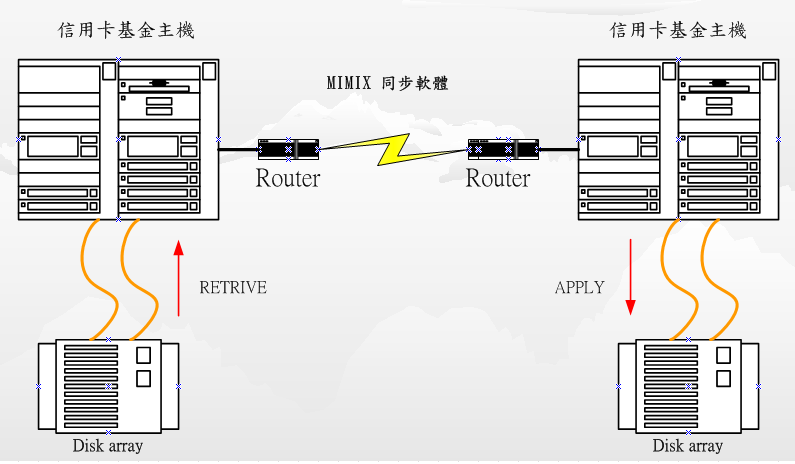 信用卡基金主機
信用卡基金主機
MIMIX 同步軟體
Router
Router
RETRIVE
APPLY
Disk array
Disk array